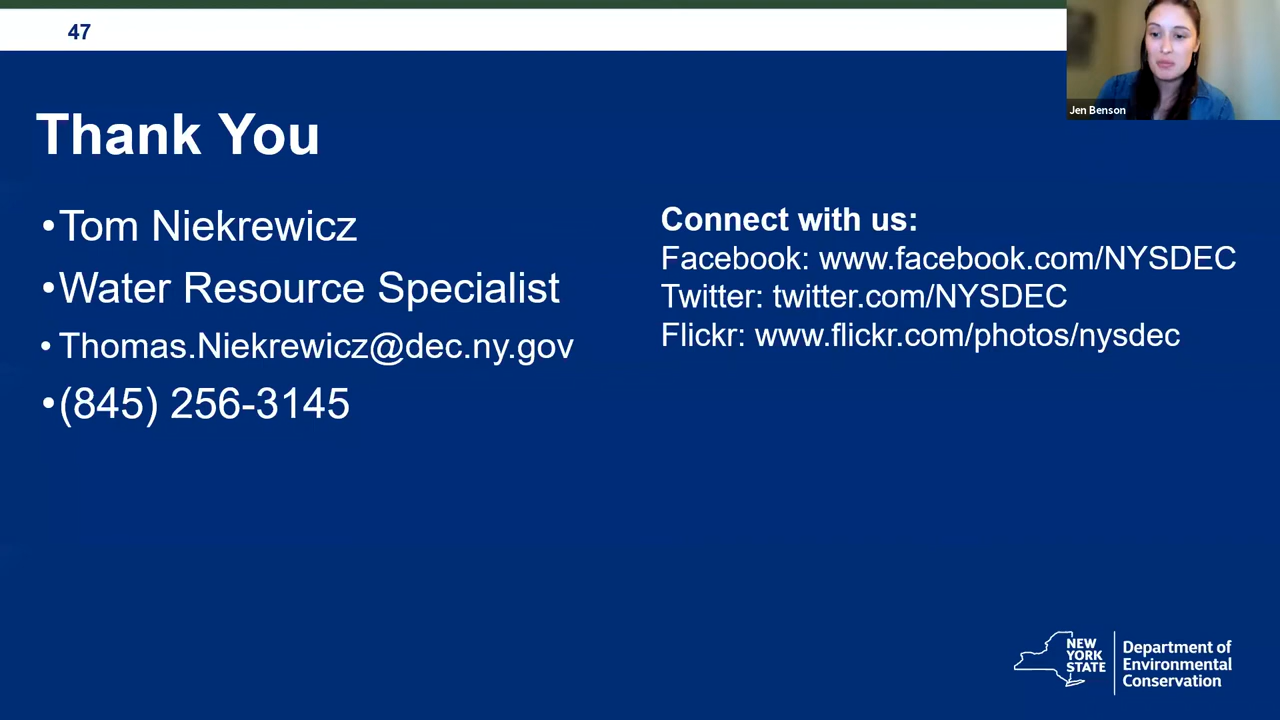 47
Jen Benson
Thank You
•Tom Niekrewicz
•Water Resource Specialist
•Thomas.Niekrewicz@dec.ny.gov
•(845) 256-3145
Connect with us:
Facebook: www.facebook.com/NYSDEC
Twitter: twitter.com/NYSDEC
Flickr: www.flickr.com/photos/nysdec
NEW
YORK
STATE
Department of
Environmental
Conservation